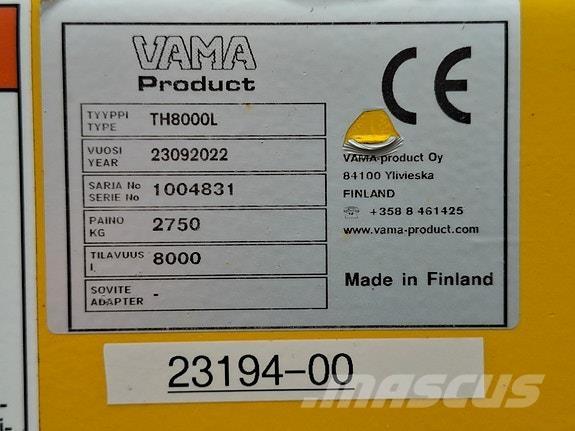 VAMA
Product
CE
TYYPPI
TYPE
TH8000L
VUOSI
YEAR
23092022
SARJA No
SERIE No
1004831
PAINO
KG
2750
TILAVUUS
L
8000
SOVITE
ADAPTER
-
VAMA-product Oy
84100 Ylivieska
FINLAND
☎ +358 8 461425
www.vama-product.com
Made in Finland
23194-00
mascus